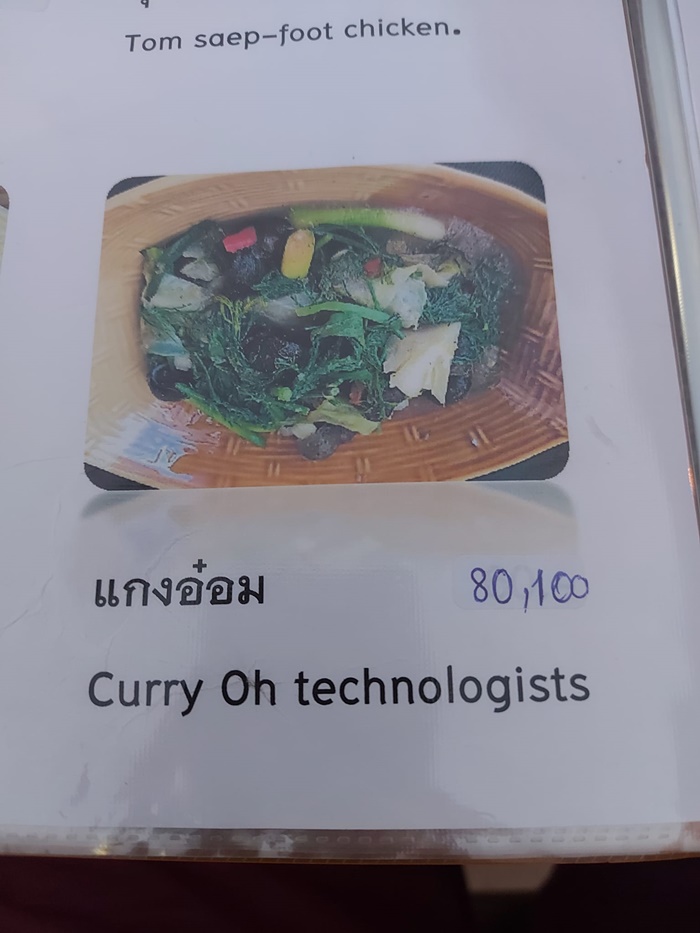 Tom saep-foot chicken.
แกงอ๋อม
80,100
Curry Oh technologists